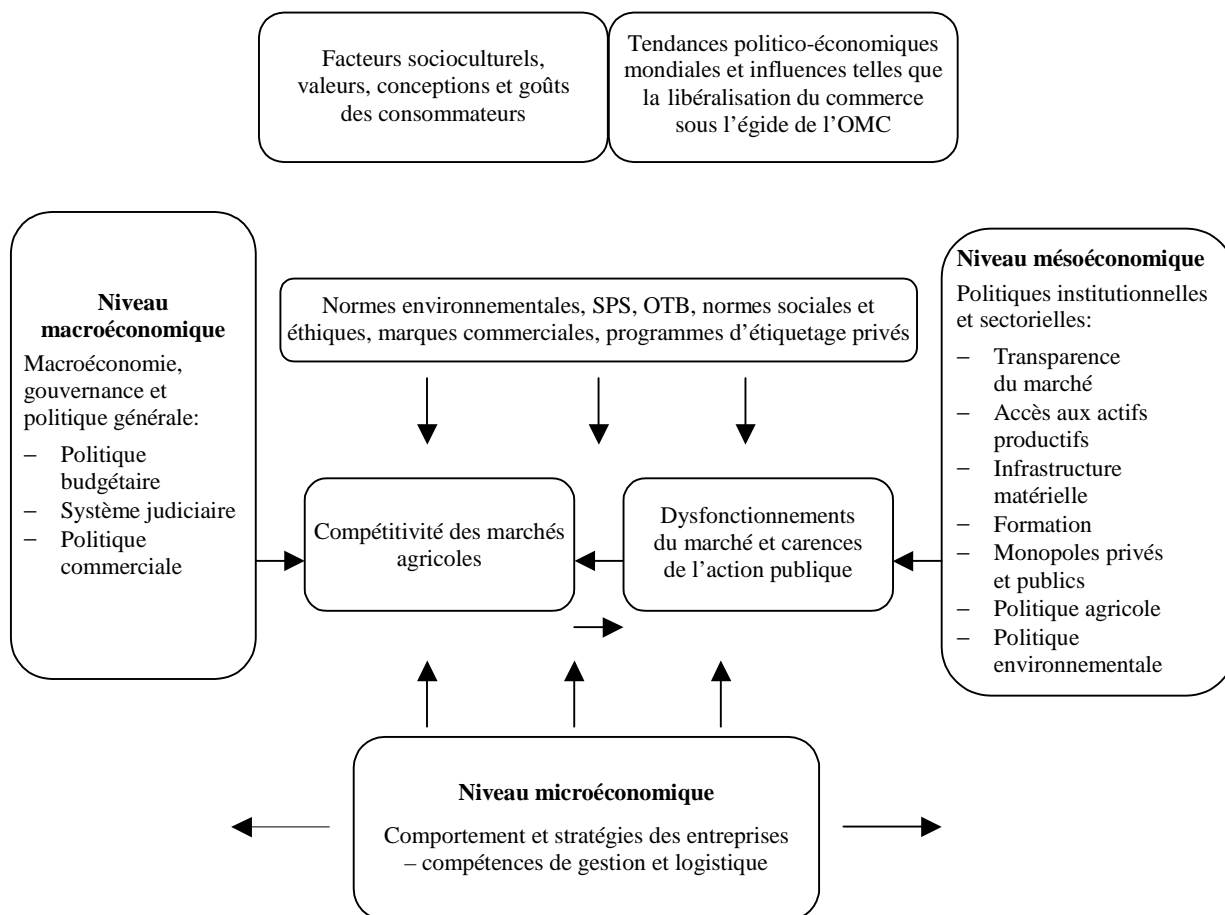 Facteurs socioculturels,
valeurs, conceptions et goûts
des consommateurs
Tendances politico-économiques
mondiales et influences telles que
la libéralisation du commerce
sous l’égide de l’OMC
Niveau
macroéconomique
Macroéconomie,
gouvernance et
politique générale:
– Politique
budgétaire
– Système judiciaire
– Politique
commerciale
Normes environnementales, SPS, OTB, normes sociales et
éthiques, marques commerciales, programmes d’étiquetage privés
Niveau mésoéconomique
Politiques institutionnelles
et sectorielles:
– Transparence
du marché
– Accès aux actifs
productifs
– Infrastructure
matérielle
– Formation
– Monopoles privés
et publics
– Politique agricole
– Politique
environnementale
Compétitivité des marchés
agricoles
Dysfonctionnements
du marché et carences
de l’action publique
Niveau microéconomique
Comportement et stratégies des entreprises
– compétences de gestion et logistique